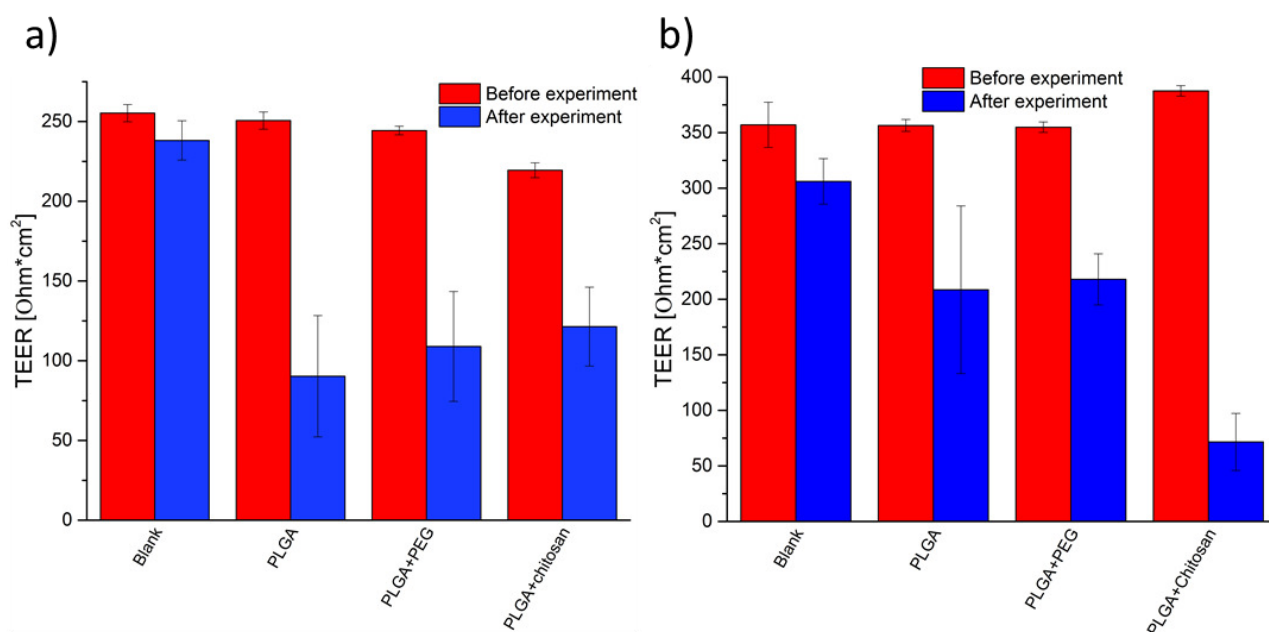 a)
Before experiment
After experiment
TEER [Ohm*cm²]
250
200
150
100
50
0
Blank
PLGA
PLGA+PEG
PLGA+chitosan
b)
Before experiment
After experiment
TEER [Ohm*cm²]
400
350
300
250
200
150
100
50
0
Blank
PLGA
PLGA+PEG
PLGA+Chitosan